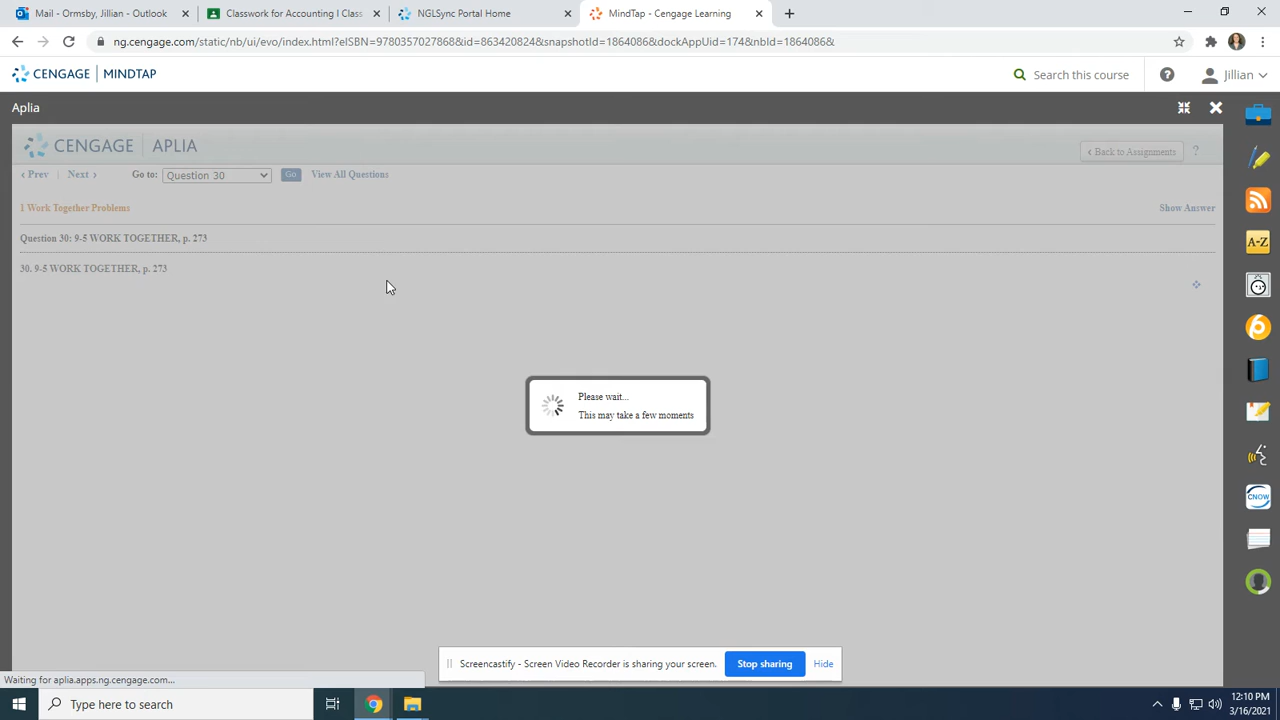 Mail - Ormsby, Jillian - Outlook
Classwork for Accounting I Class
NGLSync Portal Home
MindTap - Cengage Learning
ng.cengage.com/static/nb/ui/evo/index.html?eISBN=9780357027868&id=863420824&snapshotId=1864086&dockAppUid=174&nbId=1864086&
CENGAGE | MINDTAP
Search this course
Jillian
Aplia
CENGAGE | APLIA
Back to Assignments ?
Prev | Next
Go to: Question 30 Go View All Questions
1 Work Together Problems
Show Answer
Question 30: 9-5 WORK TOGETHER, p. 273
30. 9-5 WORK TOGETHER, p. 273
A-Z
Please wait...
This may take a few moments
CNOW
Screencastify - Screen Video Recorder is sharing your screen. Stop sharing Hide
Waiting for aplia.apps.ng.cengage.com...
Type here to search
12:10 PM
3/16/2021